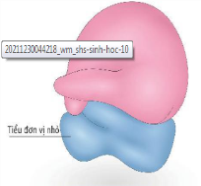 20211230044218_wm_shs-sinh-hoc-10
Tiểu đơn vị nhỏ